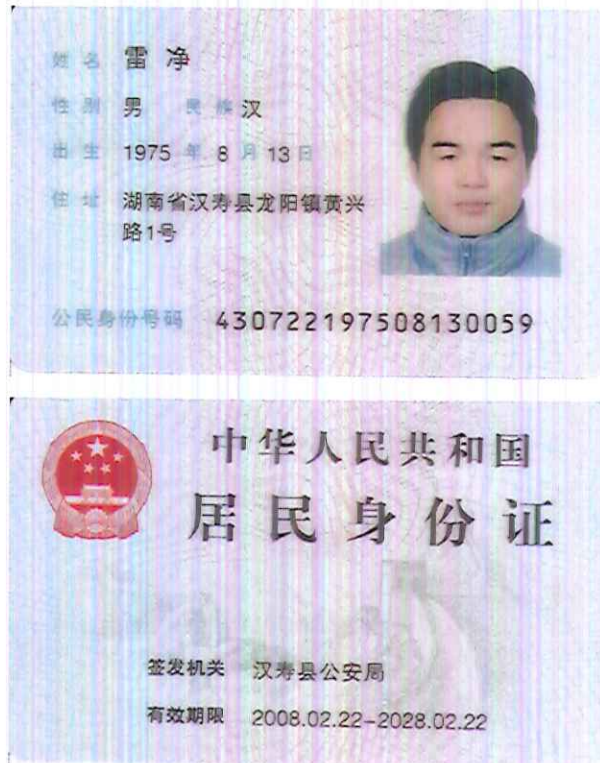 姓名 雷净
性别 男 民族 汉
出生 1975 年 8 月 13 日
住址 湖南省汉寿县龙阳镇黄兴
路1号
公民身份号码 430722197508130059
中华人民共和国
居民身份证
签发机关 汉寿县公安局
有效期限 2008.02.22-2028.02.22